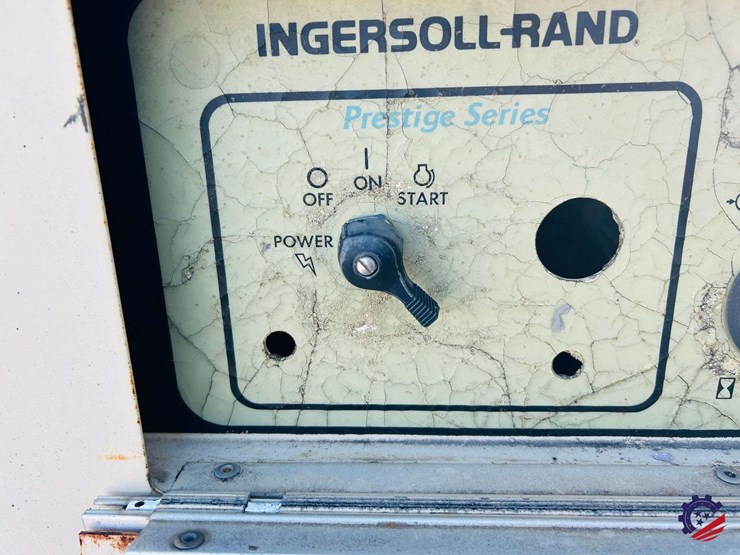 INGERSOLL-RAND
Prestige Series
OFF ON START
POWER